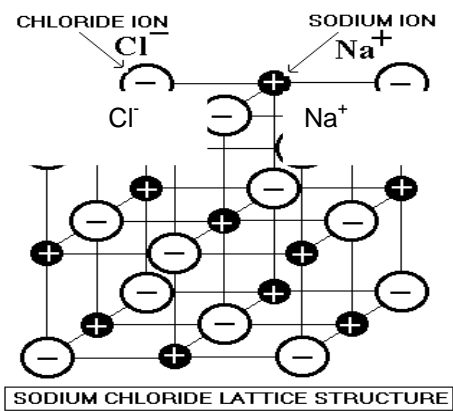 CHLORIDE ION
SODIUM ION
Cl⁻
Na⁺
Cl⁻
Na⁺
SODIUM CHLORIDE LATTICE STRUCTURE